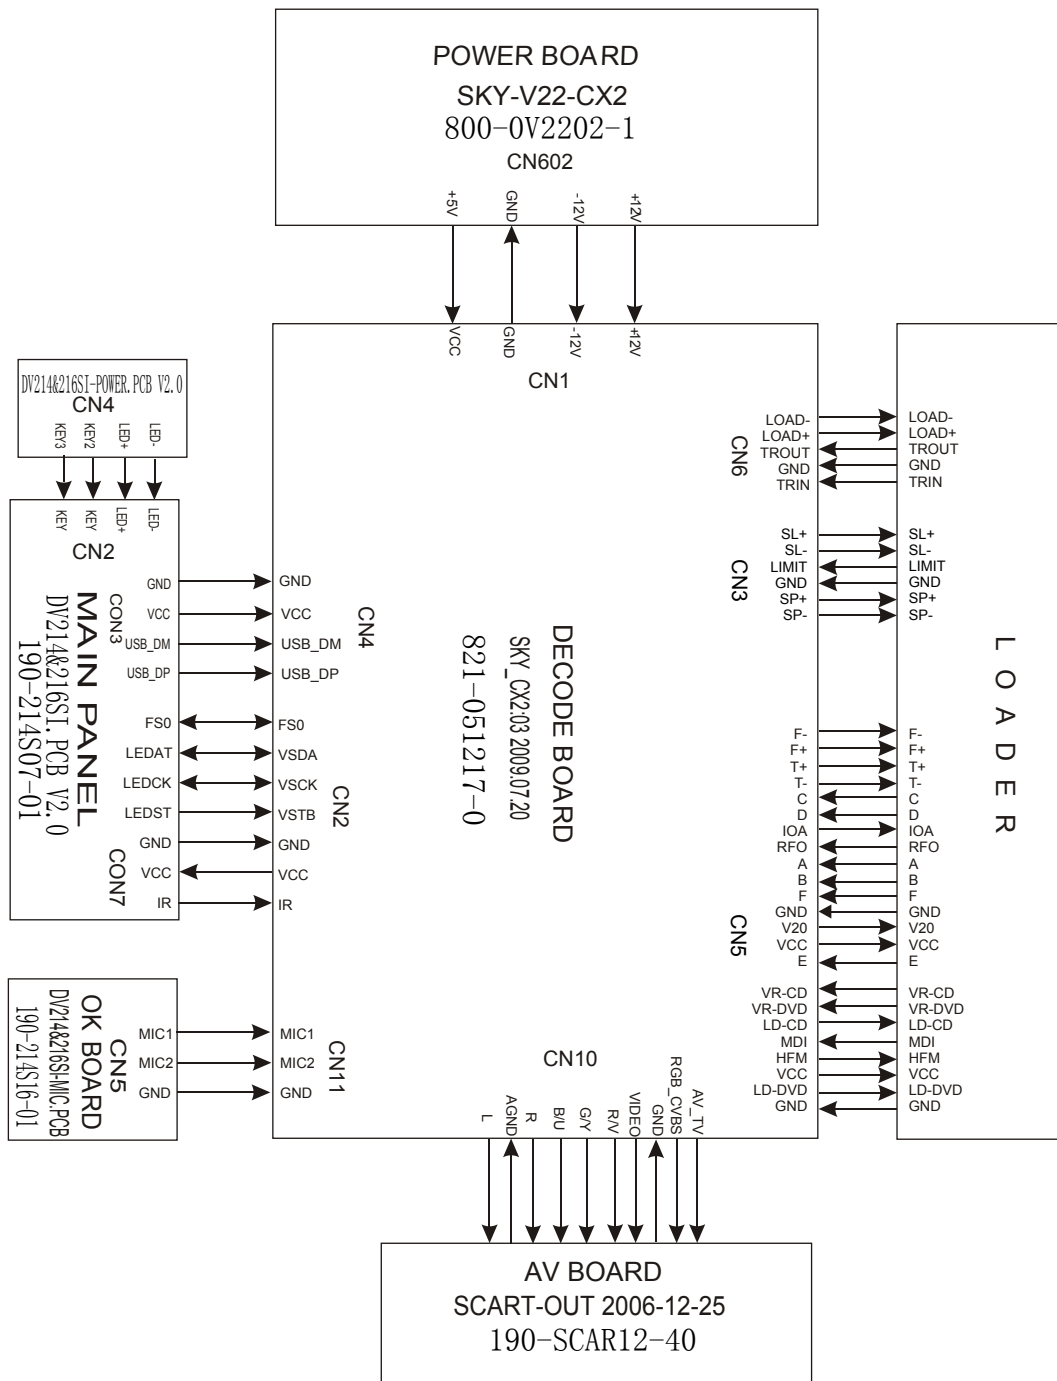 POWER BOARD
SKY-V22-CX2
800-0V2202-1
CN602
+5V
GND
-12V
+12V
VCC
GND
-12V
+12V
CN1
DV214&216SI-POWER.PCB V2.0
CN4
KEY3
KEY2
LED+
LED-
KEY
KEY
LED+
LED-
CN2
MAIN PANEL
DV214&216SI.PCB V2.0
190-214S07-01
CON3
GND
VCC
USB_DM
USB_DP
FS0
LEDAT
LEDCK
LEDST
GND
VCC
IR
CON7
GND
VCC
USB_DM
USB_DP
CN4
FS0
VSDA
VSCK
VSTB
GND
VCC
IR
CN2
DECODE BOARD
SKY_CX2:03 2009.07.20
821-051217-0
OK BOARD
CN5
DV214&216SI-MIC.PCB
190-214S16-01
MIC1
MIC2
GND
MIC1
MIC2
GND
CN11
CN6
LOAD-
LOAD+
TROUT
GND
TRIN
LOAD-
LOAD+
TROUT
GND
TRIN
CN3
SL+
SL-
LIMIT
GND
SP+
SP-
SL+
SL-
LIMIT
GND
SP+
SP-
CN5
F-
F+
T+
T-
C
D
IOA
RFO
A
B
F
GND
V20
VCC
E
VR-CD
VR-DVD
LD-CD
MDI
HFM
VCC
LD-DVD
GND
F-
F+
T+
T-
C
D
IOA
RFO
A
B
F
GND
V20
VCC
E
VR-CD
VR-DVD
LD-CD
MDI
HFM
VCC
LD-DVD
GND
LOADER
CN10
L
AGND
R
B/U
G/Y
R/V
VIDEO
GND
RGB_CVBS
AV_TV
AV BOARD
SCART-OUT 2006-12-25
190-SCAR12-40